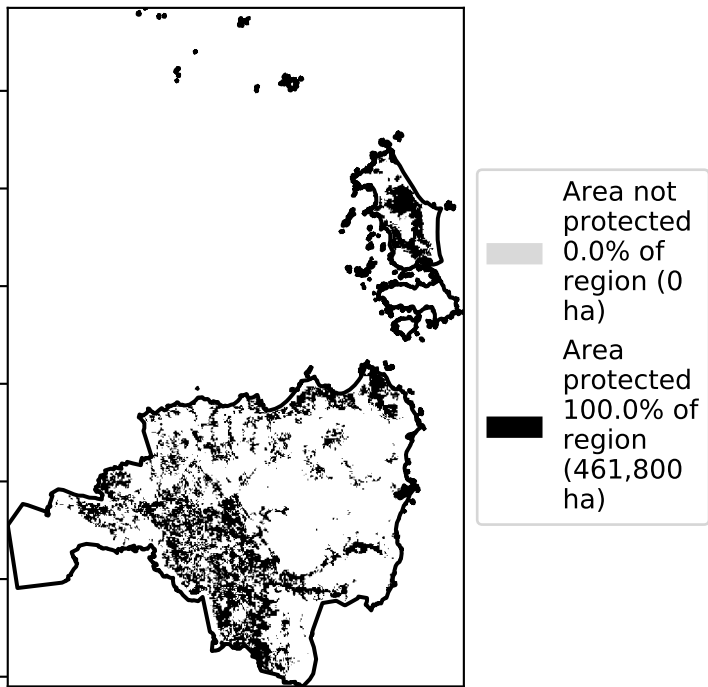 Area not
protected
0.0% of
region (0
ha)
Area
protected
100.0% of
region
(461,800
ha)